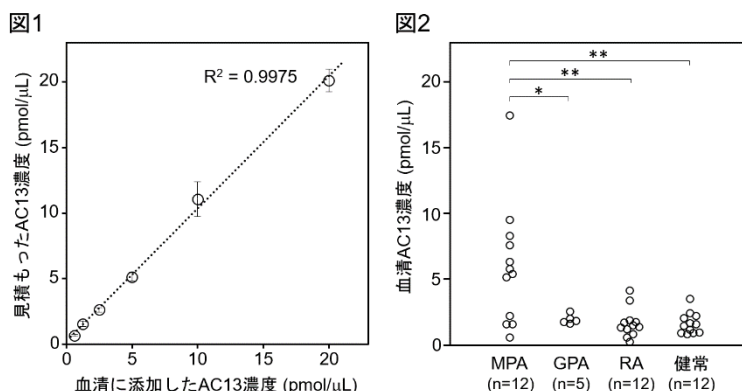 図1
見積もったAC13濃度 (pmol/μL)
20
15
10
5
0
R² = 0.9975
0 5 10 15 20
血清に添加したAC13濃度 (pmol/μL)
図2
血清AC13濃度 (pmol/μL)
20
15
10
5
0
**
**
*
MPA GPA RA 健常
(n=12) (n=5) (n=12) (n=12)